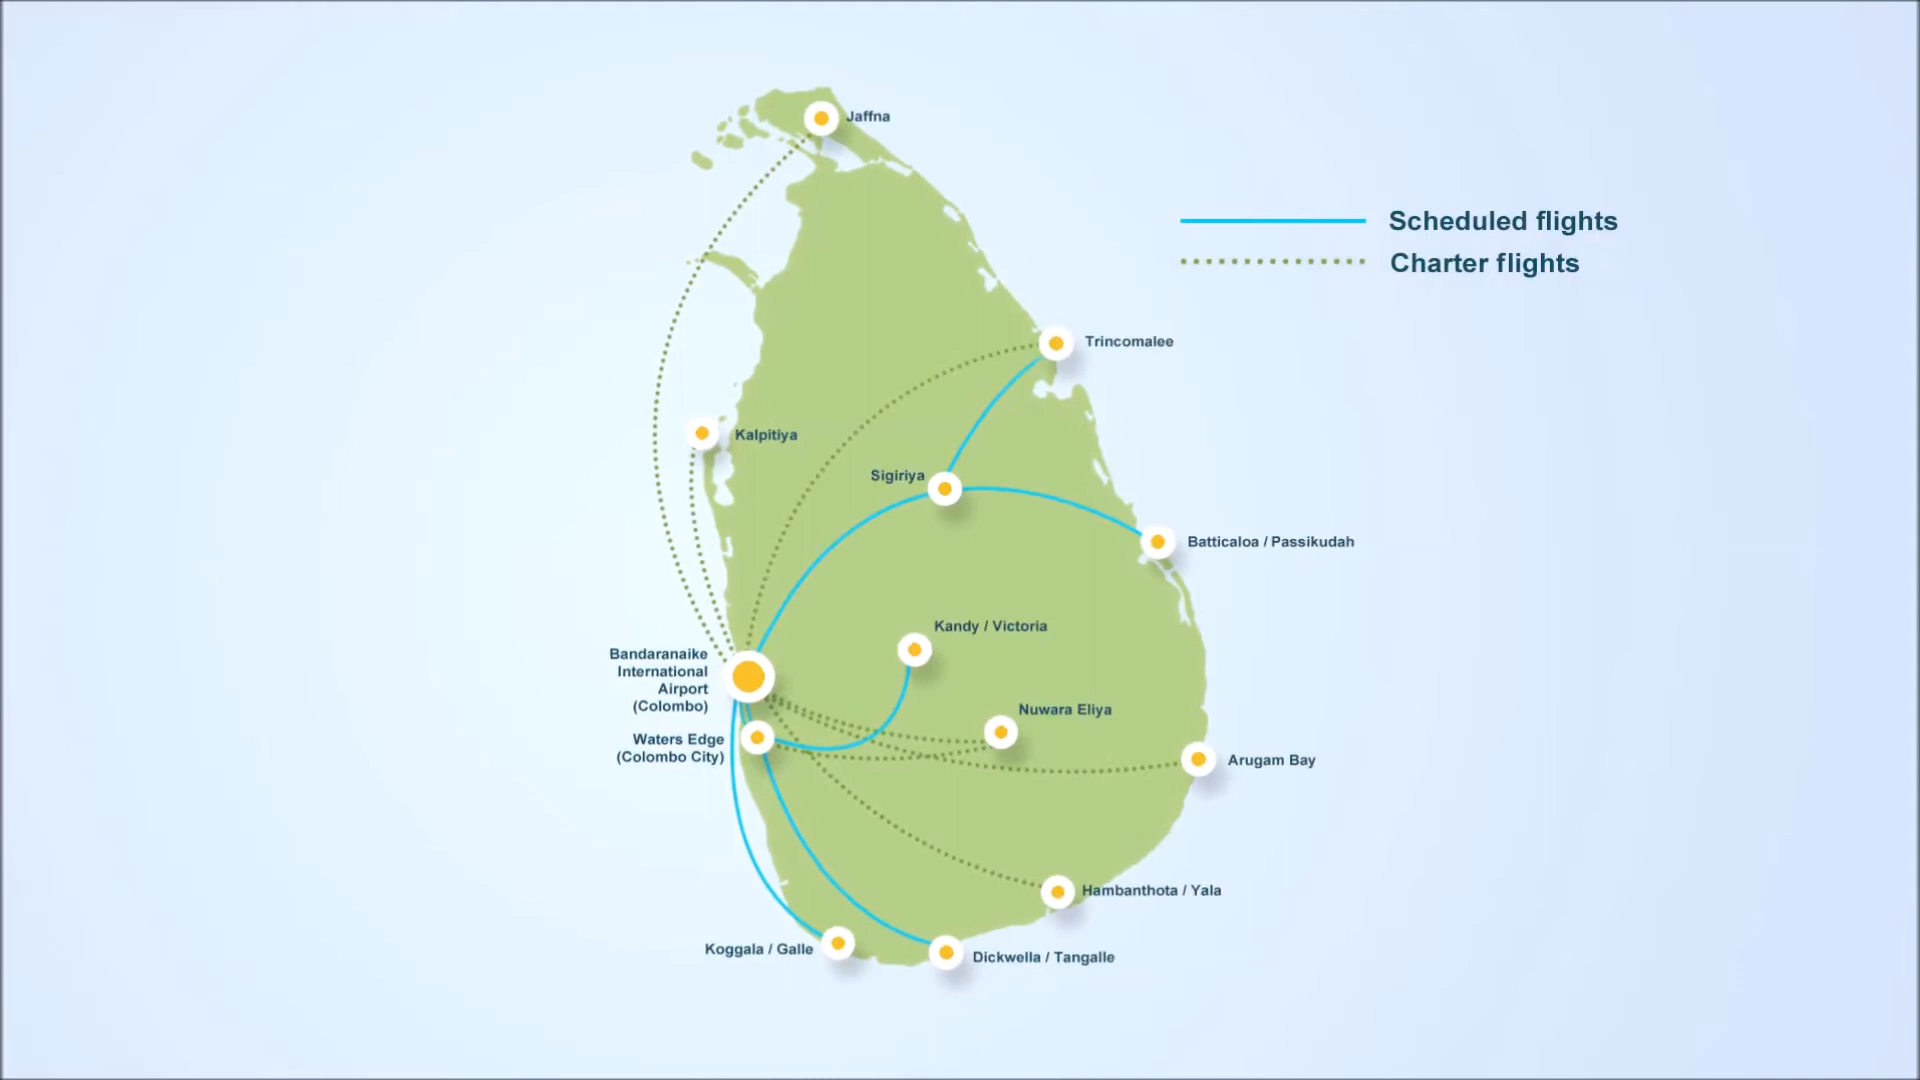 Jaffna
Scheduled flights
Charter flights
Trincomalee
Kalpitiya
Sigiriya
Batticaloa / Passikudah
Kandy / Victoria
Bandaranaike
International
Airport
(Colombo)
Nuwara Eliya
Waters Edge
(Colombo City)
Arugam Bay
Hambanthota / Yala
Koggala / Galle
Dickwella / Tangalle